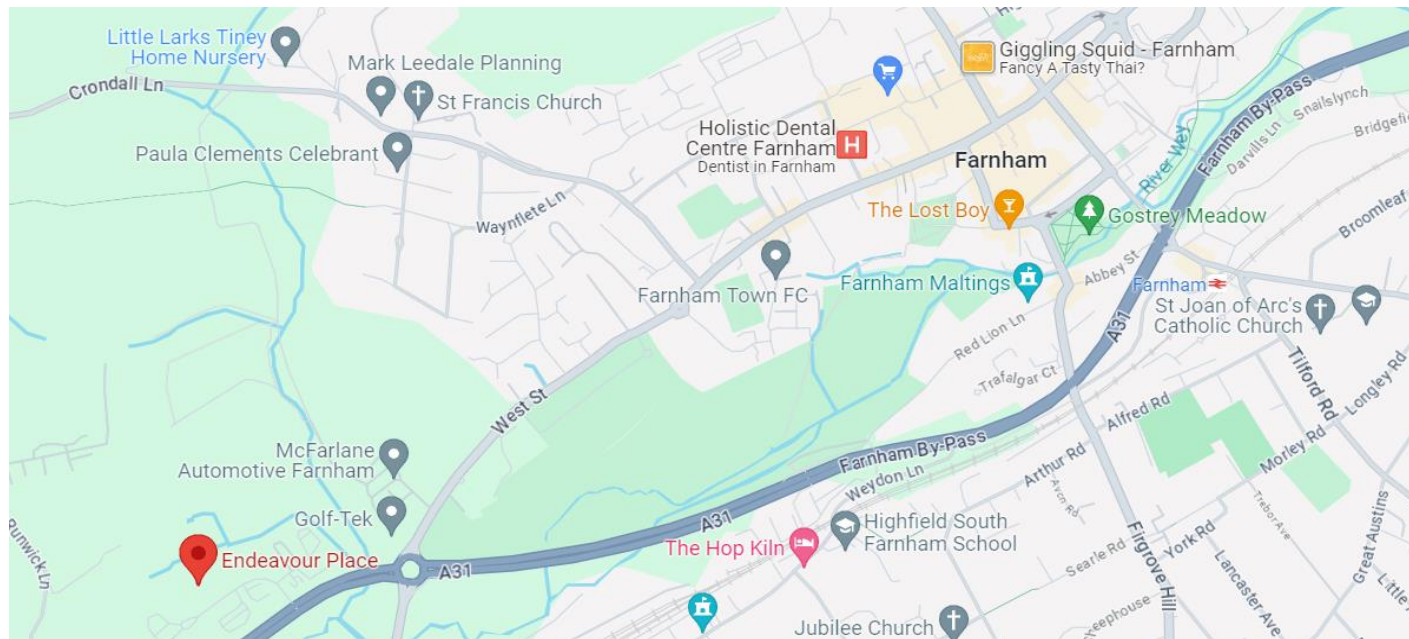 Little Larks Tiney
Home Nursery
Crondall Ln
Mark Leedale Planning
St Francis Church
Paula Clements Celebrant
Waynflete Ln
Holistic Dental
Centre Farnham
Dentist in Farnham
H
Giggling Squid - Farnham
Fancy A Tasty Thai?
Farnham
The Lost Boy
Gostrey Meadow
River Wey
Farnham By-Pass
Darvills Ln
Snailslynch
Broomleaf
Farnham Town FC
Farnham Maltings
Abbey St
Farnham
St Joan of Arc's
Catholic Church
A31
Red Lion Ln
Trafalgar Ct
Tilford Rd
Longley Rd
West St
Alfred Rd
Morley Rd
McFarlane
Automotive Farnham
Farnham By-Pass
Weydon Ln
Arthur Rd
Avon Rd
Trebor Ave
Golf-Tek
A31
Highfield South
Farnham School
The Hop Kiln
Endeavour Place
A31
Searle Rd
York Rd
Firgrove Hill
Lancaster Ave
Great Austins
Jubilee Church